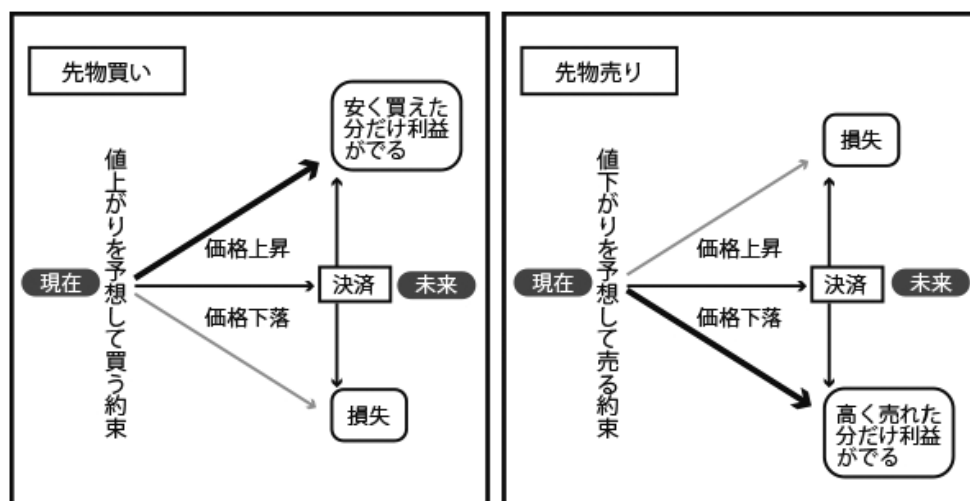 先物買い
安く買えた
分だけ利益
がでる
値上がりを予想して買う約束
価格上昇
現在
決済
未来
価格下落
損失
先物売り
損失
値下がりを予想して売る約束
価格上昇
現在
決済
未来
価格下落
高く売れた
分だけ利益
がでる